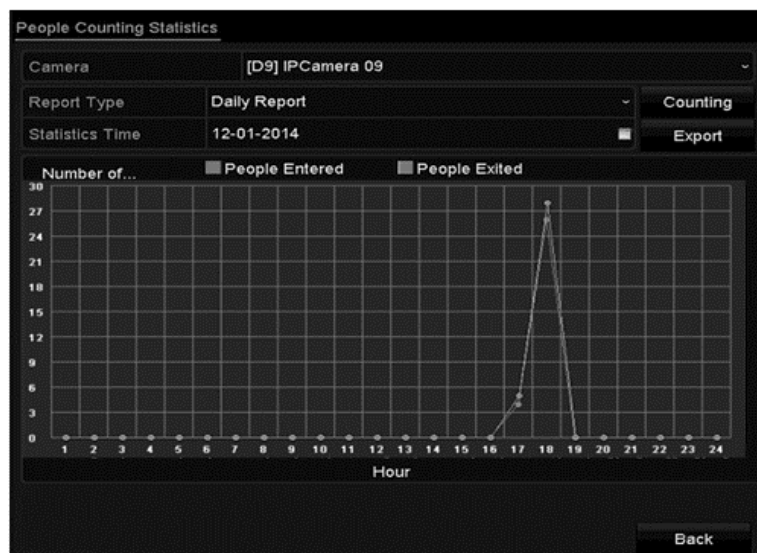 People Counting Statistics
Camera [D9] IPCamera 09
Report Type Daily Report Counting
Statistics Time 12-01-2014 Export
Number of... People Entered People Exited
30
27
24
21
18
15
12
9
6
3
0
1 2 3 4 5 6 7 8 9 10 11 12 13 14 15 16 17 18 19 20 21 22 23 24
Hour
Back